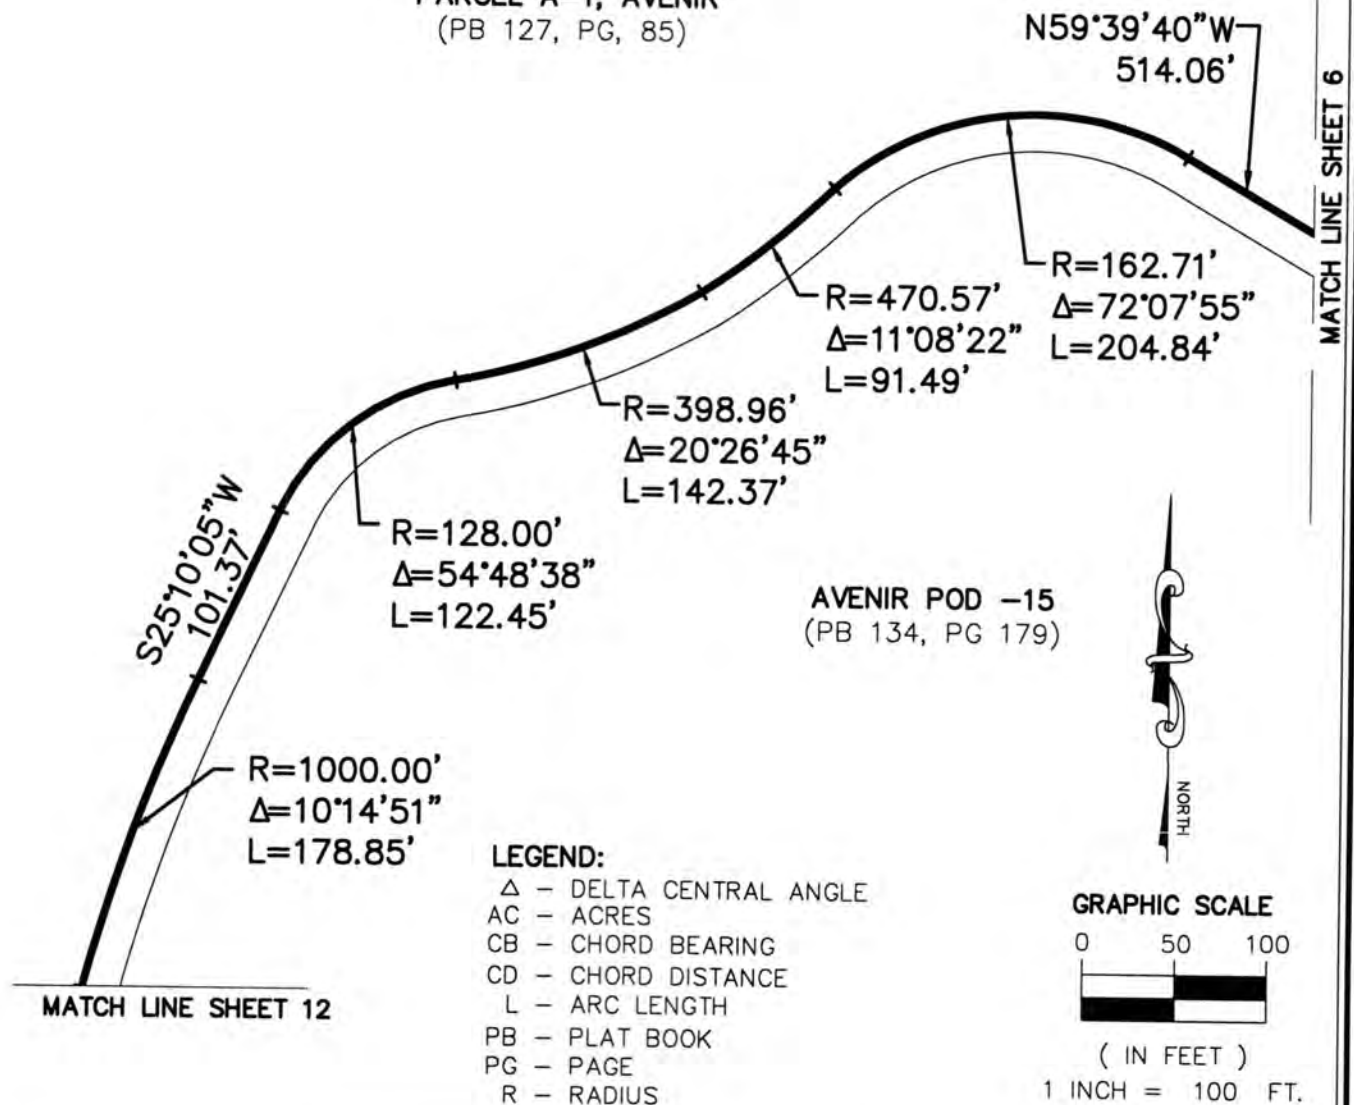 (PB 127, PG, 85)
N59°39'40"W
514.06'
MATCH LINE SHEET 6
R=162.71'
Δ=72°07'55"
L=204.84'
R=470.57'
Δ=11°08'22"
L=91.49'
R=398.96'
Δ=20°26'45"
L=142.37'
S25°10'05"W
101.37'
R=128.00'
Δ=54°48'38"
L=122.45'
AVENIR POD -15
(PB 134, PG 179)
NORTH
R=1000.00'
Δ=10°14'51"
L=178.85'
MATCH LINE SHEET 12
LEGEND:
Δ - DELTA CENTRAL ANGLE
AC - ACRES
CB - CHORD BEARING
CD - CHORD DISTANCE
L - ARC LENGTH
PB - PLAT BOOK
PG - PAGE
R - RADIUS
GRAPHIC SCALE
0 50 100
( IN FEET )
1 INCH = 100 FT.